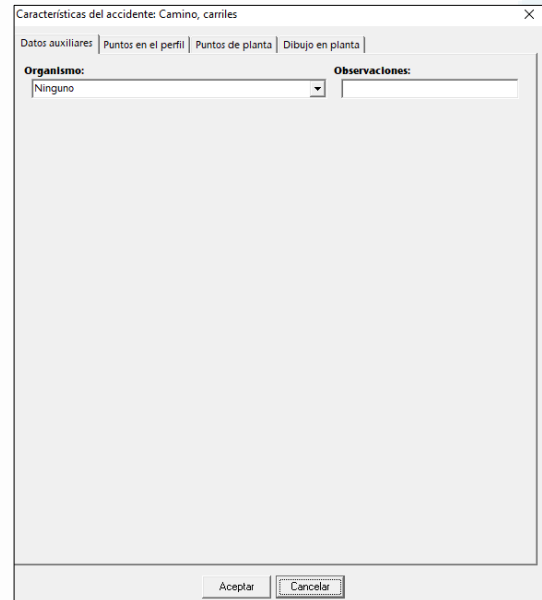 Características del accidente: Camino, carriles
Datos auxiliares Puntos en el perfil Puntos de planta Dibujo en planta
Organismo: Observaciones:
Ninguno
Aceptar Cancelar